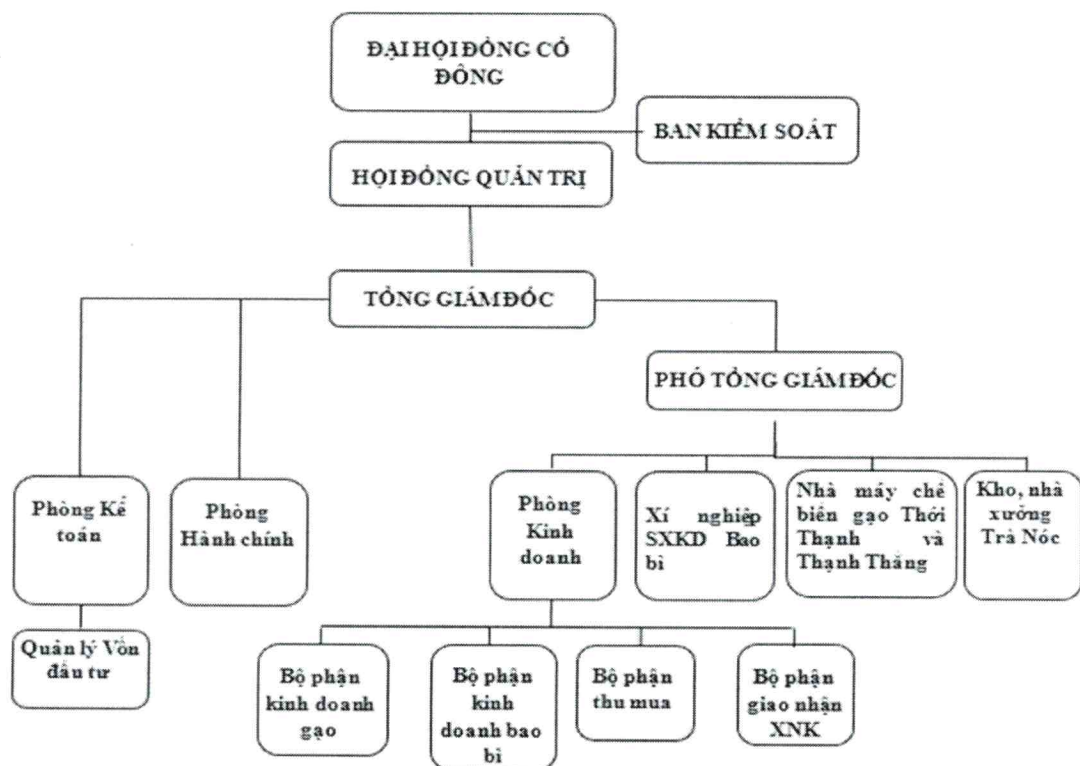 ĐẠI HỘI ĐỒNG CỔ
ĐÔNG
BAN KIỂM SOÁT
HỘI ĐỒNG QUẢN TRỊ
TỔNG GIÁM ĐỐC
PHÓ TỔNG GIÁM ĐỐC
Phòng Kế
toán
Phòng
Hành chính
Phòng
Kinh
doanh
Xí nghiệp
SXKD Bao
bì
Nhà máy chế
biến gạo Thới
Thạnh và
Thạnh Thắng
Kho, nhà
xưởng
Trà Nóc
Quản lý Vốn
đầu tư
Bộ phận
kinh doanh
gạo
Bộ phận
kinh
doanh bao
bì
Bộ phận
thu mua
Bộ phận
giao nhận
XNK